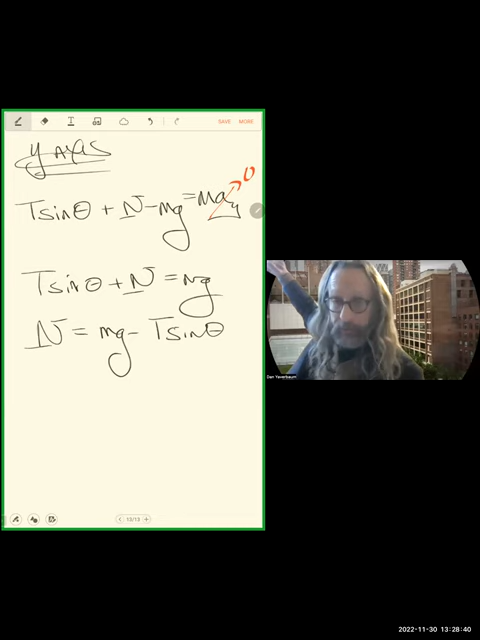 SAVE MORE
y axis
Tsinθ + N - mg = ma_y 0
Tsinθ + N = mg
N = mg - Tsinθ
Dan Yaverbaum
13/13
2022-11-30 13:28:40